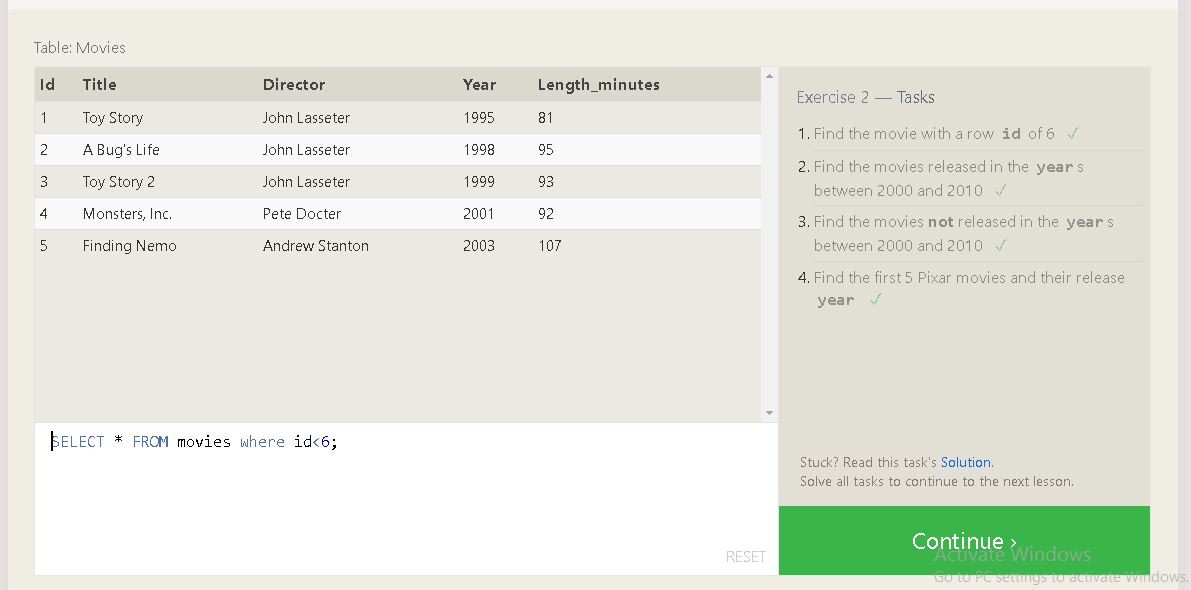 Table: Movies
Id Title Director Year Length_minutes
1 Toy Story John Lasseter 1995 81
2 A Bug's Life John Lasseter 1998 95
3 Toy Story 2 John Lasseter 1999 93
4 Monsters, Inc. Pete Docter 2001 92
5 Finding Nemo Andrew Stanton 2003 107
SELECT * FROM movies where id<6;
RESET
Exercise 2 — Tasks
1. Find the movie with a row id of 6 ✓
2. Find the movies released in the year s
between 2000 and 2010 ✓
3. Find the movies not released in the year s
between 2000 and 2010 ✓
4. Find the first 5 Pixar movies and their release
year ✓
Stuck? Read this task's Solution.
Solve all tasks to continue to the next lesson.
Continue ›
Activate Windows
Go to PC settings to activate Windows.